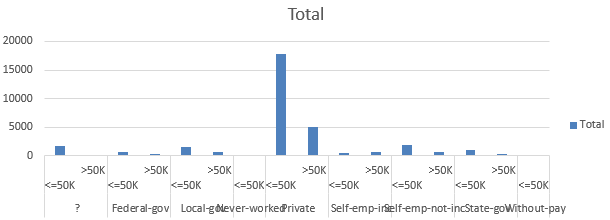 Total
20000
15000
10000
5000
0
Total
>50K >50K >50K >50K >50K >50K >50K
<=50K <=50K <=50K <=50K <=50K <=50K <=50K <=50K <=50K
? Federal-gov Local-gov Never-worked Private Self-emp-inc Self-emp-not-inc State-gov Without-pay